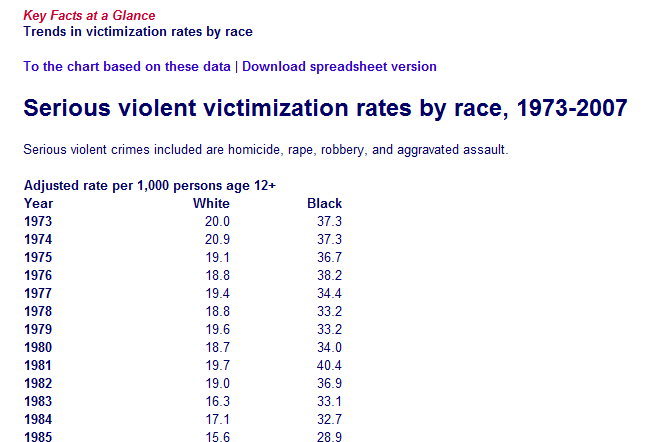 Key Facts at a Glance
Trends in victimization rates by race
To the chart based on these data | Download spreadsheet version
Serious violent victimization rates by race, 1973-2007
Serious violent crimes included are homicide, rape, robbery, and aggravated assault.
Adjusted rate per 1,000 persons age 12+
Year White Black
1973 20.0 37.3
1974 20.9 37.3
1975 19.1 36.7
1976 18.8 38.2
1977 19.4 34.4
1978 18.8 33.2
1979 19.6 33.2
1980 18.7 34.0
1981 19.7 40.4
1982 19.0 36.9
1983 16.3 33.1
1984 17.1 32.7
1985 15.6 28.9